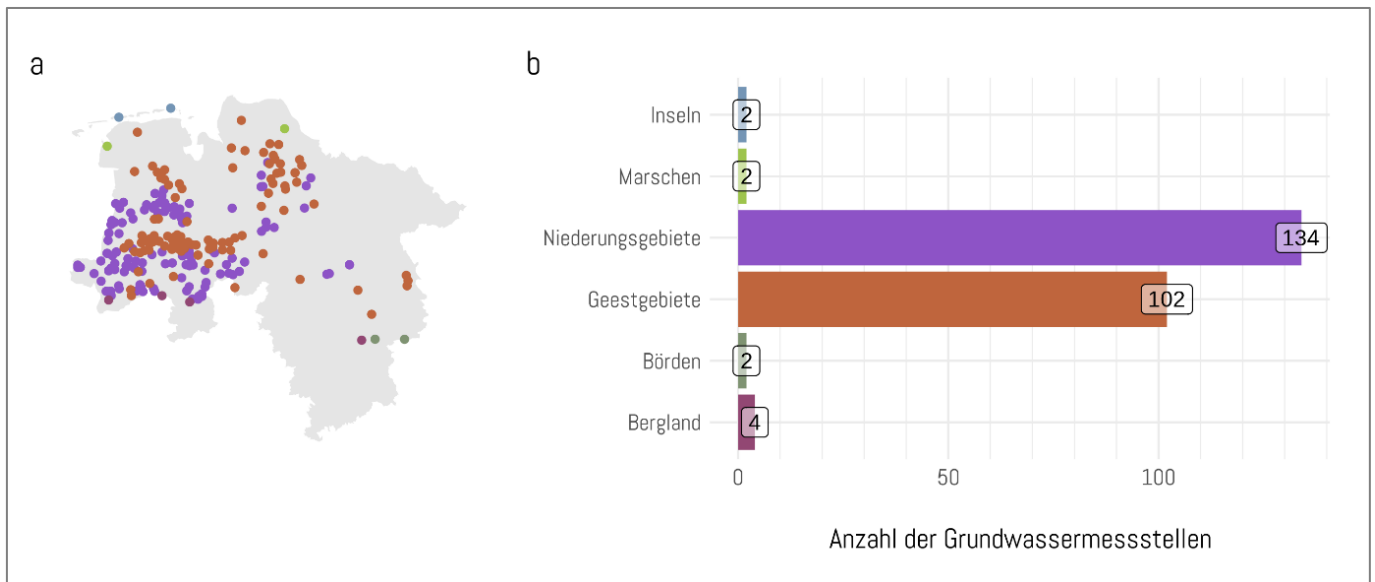 a
b
Inseln
2
Marschen
2
Niederungsgebiete
134
Geestgebiete
102
Börden
2
Bergland
4
0
50
100
Anzahl der Grundwassermessstellen